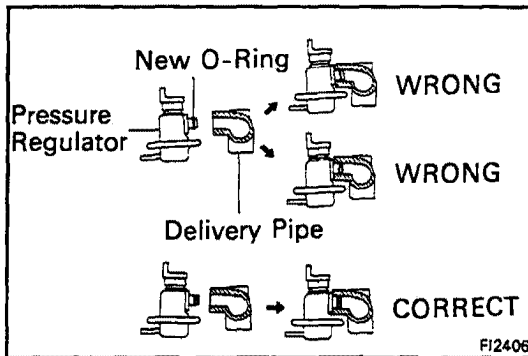 New O-Ring
WRONG
Pressure
Regulator
WRONG
Delivery Pipe
CORRECT
FI2406